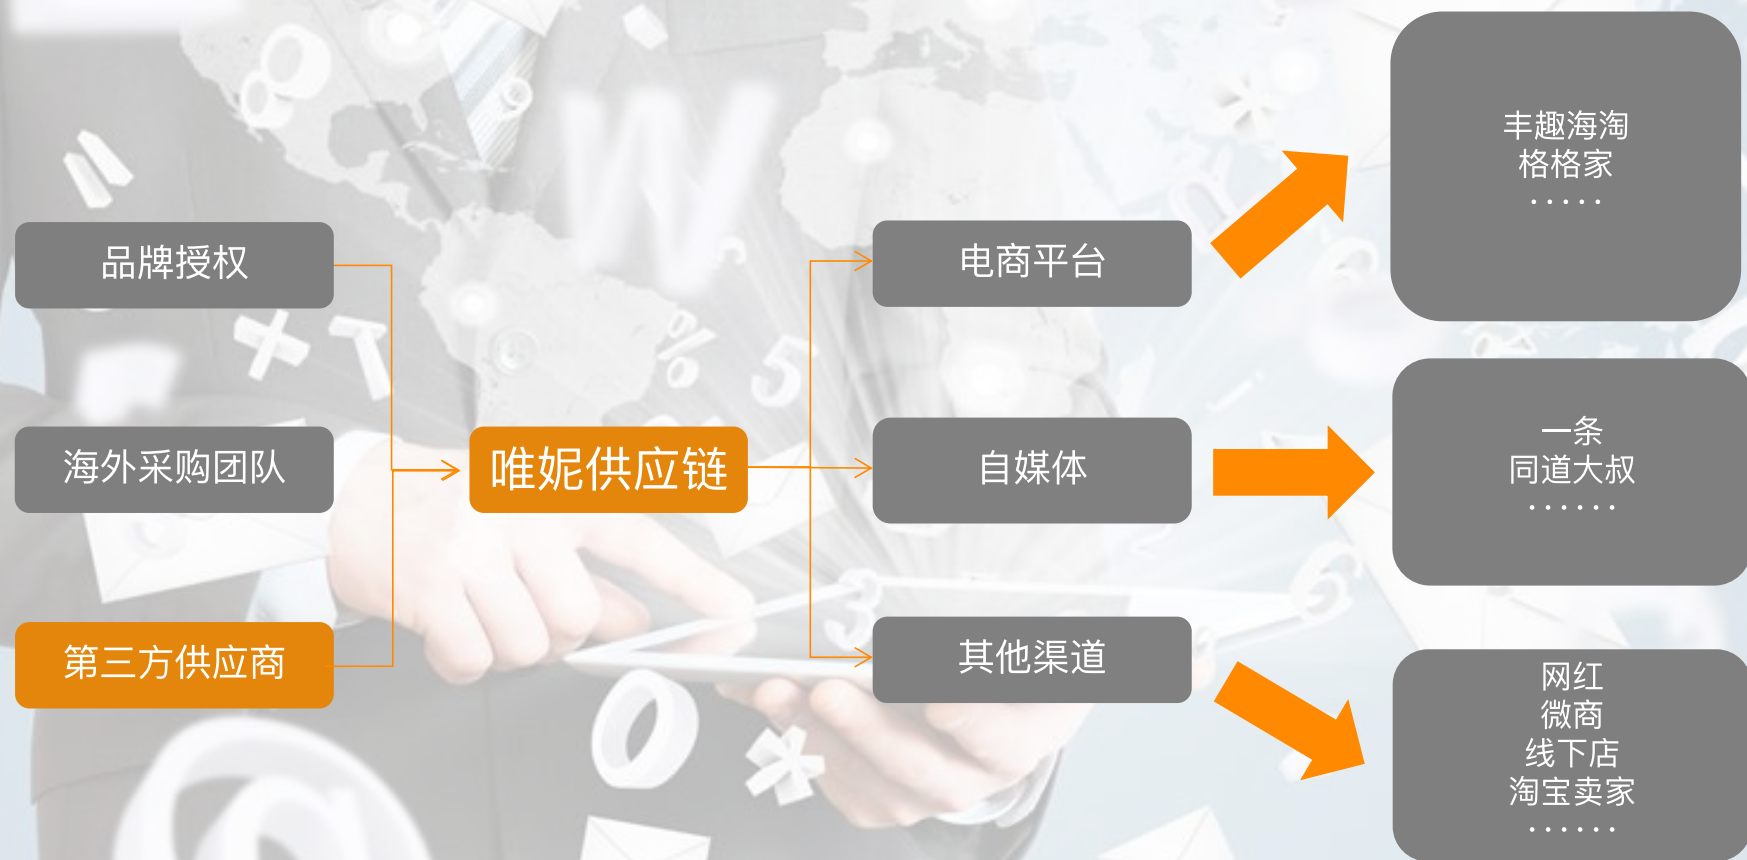 品牌授权
海外采购团队
第三方供应商
唯妮供应链
电商平台
自媒体
其他渠道
丰趣海淘
格格家
·····
一条
同道大叔
······
网红
微商
线下店
淘宝卖家
······